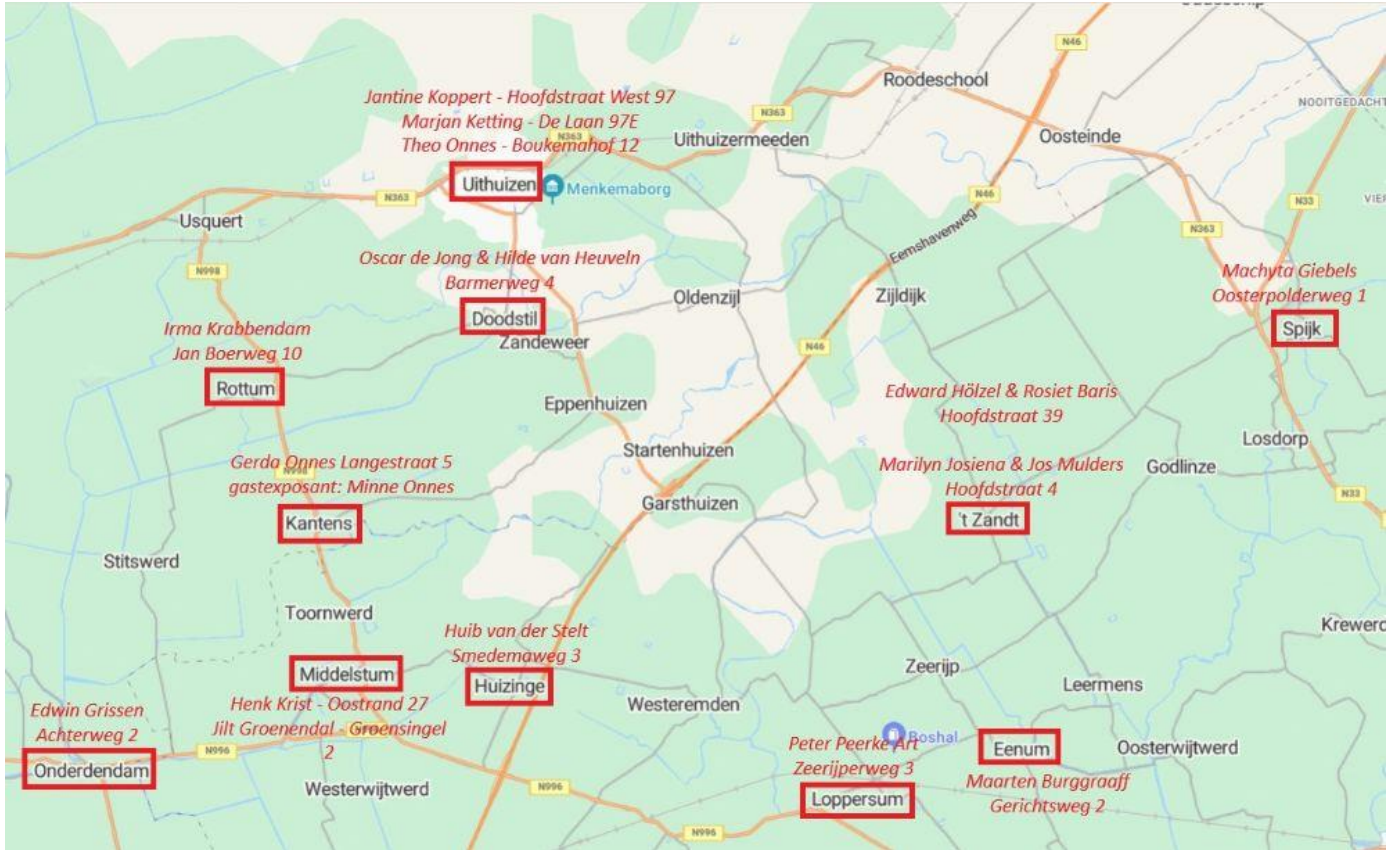 N46
Roodeschool
NOOITGEDACHT
Jantine Koppert - Hoofdstraat West 97
Marjan Ketting - De Laan 97E
Theo Onnes - Boukemahof 12
N363
N363
Uithuizermeeden
Oosteinde
Uithuizen
Menkemaborg
N363
N46
N33
Usquert
N363
Eemshavenweg
Oscar de Jong & Hilde van Heuveln
Barmerweg 4
N998
Machyta Giebels
Oosterpolderweg 1
Oldenzijl
Zijldijk
Doodstil
Spijk
Irma Krabbendam
Jan Boerweg 10
Zandeweer
N46
Rottum
Edward Hölzel & Rosiet Baris
Hoofdstraat 39
Eppenhuizen
Losdorp
Startenhuizen
Gerda Onnes Langestraat 5
gastexposant: Minne Onnes
N998
Marilyn Josiena & Jos Mulders
Hoofdstraat 4
Godlinze
N33
Garsthuizen
Kantens
't Zandt
Stitswerd
Toornwerd
Krewerd
Huib van der Stelt
Smedemaweg 3
Zeerijp
Middelstum
Huizinge
Leermens
Westeremden
Henk Krist - Oostrand 27
Jilt Groenendal - Groensingel
2
Edwin Grissen
Achterweg 2
N996
Boshal
Peter Peerke Art
Zeerijperweg 3
Eenum
Oosterwijtwerd
Onderdendam
Westerwijtwerd
N996
Maarten Burggraaff
Gerichtsweg 2
Loppersum
N996